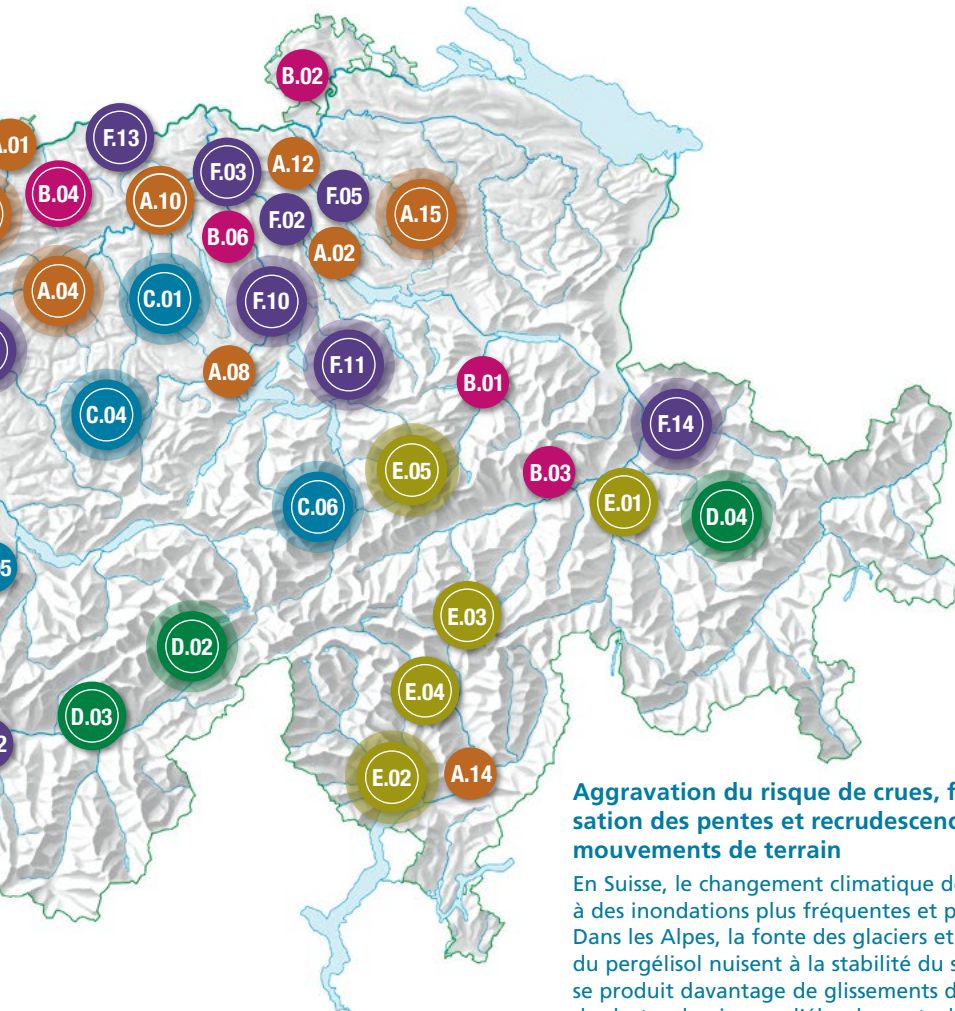 B.02
F.13
A.12
B.04
F.03
A.10
F.05
F.02
A.15
B.06
A.02
A.04
C.01
F.10
F.11
A.08
B.01
C.04
F.14
E.05
B.03
C.06
E.01
D.04
E.03
D.02
E.04
D.03
E.02
A.14
Aggravation du risque de crues,
sation des pentes et
mouvements de terrain
En Suisse, le changement climatique
à des inondations plus fréquentes et
Dans les Alpes, la fonte des glaciers et
du pergélisol nuisent à la stabilité du
se produit davantage de glissements